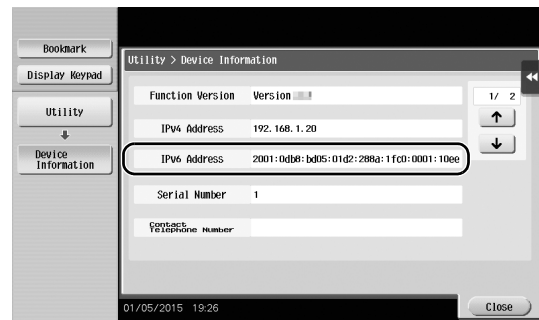 Bookmark
Display Keypad
Utility
Device
Information
Utility > Device Information
Function Version Version
1/ 2
IPv4 Address 192.168.1.20
IPv6 Address 2001:0db8:bd05:01d2:288a:1fc0:0001:10ee
Serial Number 1
Contact
Telephone Number
01/05/2015 19:26
Close